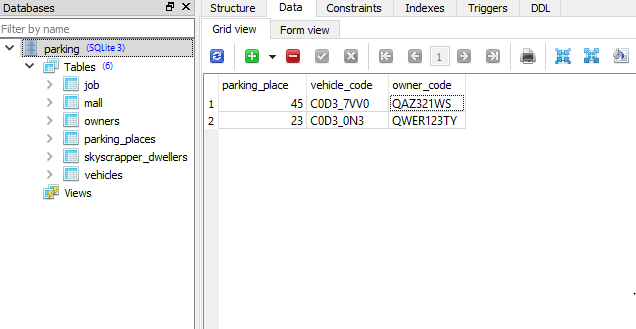 Databases
Filter by name
parking (SQLite 3)
Tables (6)
job
mall
owners
parking_places
skyscrapper_dwellers
vehicles
Views
Structure Data Constraints Indexes Triggers DDL
Grid view Form view
1
parking_place vehicle_code owner_code
1 45 C0D3_7VV0 QAZ321WS
2 23 C0D3_0N3 QWER123TY